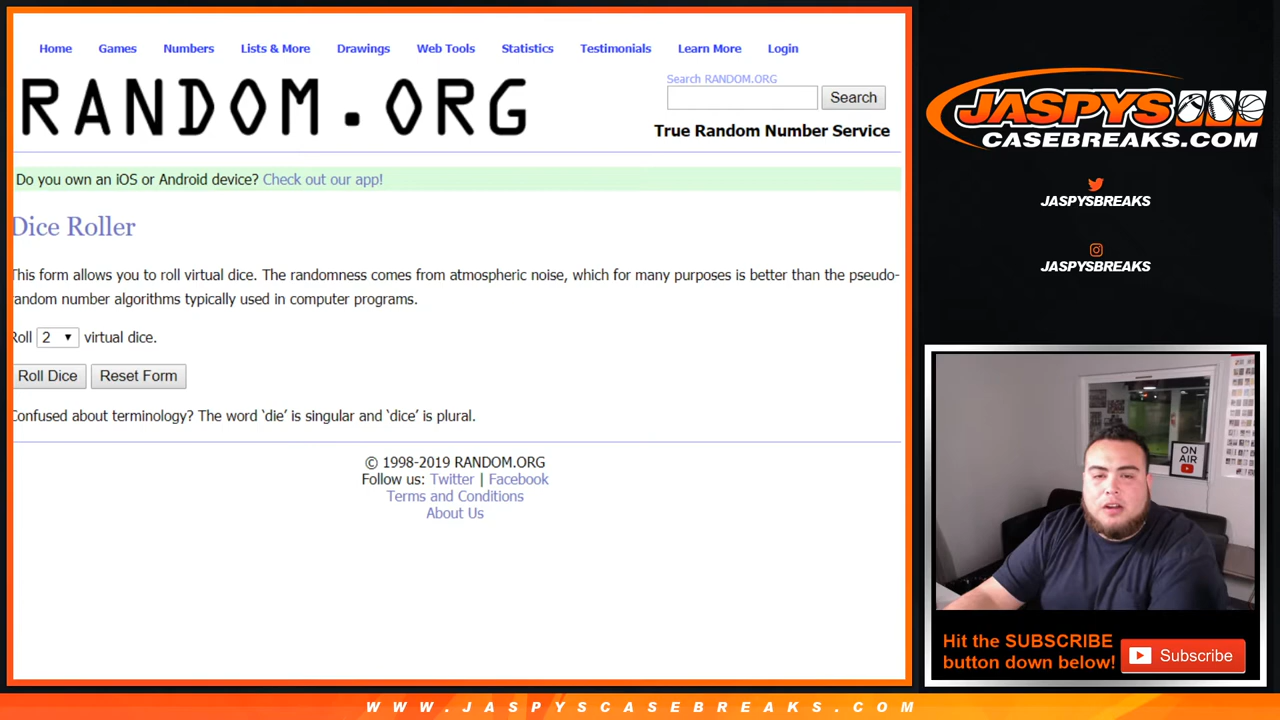 Home Games Numbers Lists & More Drawings Web Tools Statistics Testimonials Learn More Login
RANDOM.ORG
Search RANDOM.ORG
Search
True Random Number Service
Do you own an iOS or Android device? Check out our app!
Dice Roller
This form allows you to roll virtual dice. The randomness comes from atmospheric noise, which for many purposes is better than the pseudo-
random number algorithms typically used in computer programs.
Roll 2 virtual dice.
Roll Dice Reset Form
Confused about terminology? The word ‘die’ is singular and ‘dice’ is plural.
© 1998-2019 RANDOM.ORG
Follow us: Twitter | Facebook
Terms and Conditions
About Us
JASPYS
CASEBREAKS.COM
JASPYSBREAKS
JASPYSBREAKS
ON
AIR
Hit the SUBSCRIBE
button down below!
Subscribe
WWW.JASPYSCASEBREAKS.COM